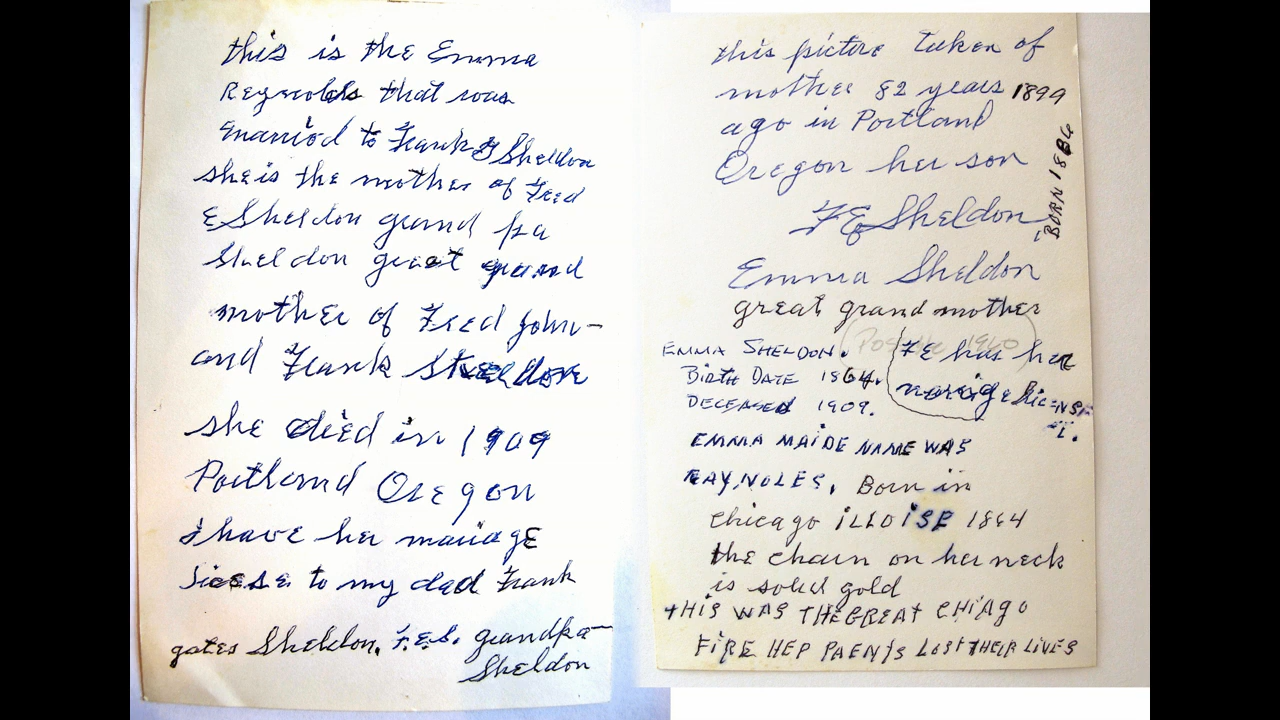 this is the Emma
Reynolds that was
married to Frank G Sheldon
she is the mother of Fred
E Sheldon grand pa
Sheldon great grand
mother of Fred John-
and Frank Sheldon
she died in 1909
Portland Oregon
I have her mariage
to my dad Frank
gates Sheldon, F.E.S. grandpa-
Sheldon
this picture taken of
mother 82 years 1899
ago in Portland
Oregon her son
BORN 1886
FE Sheldon,
Emma Sheldon
great grand mother
EMMA SHELDON.
FE has her
BIRTH DATE 1864.
DECEASED 1909.
EMMA MAIDE NAME WAS
RAYNOLES, Born in
chicago ILLOISE 1864
the chain on her neck
is solid gold
THIS WAS THE GREAT CHIAGO
FIRE HEP PAENTS LOST THEIR LIVES